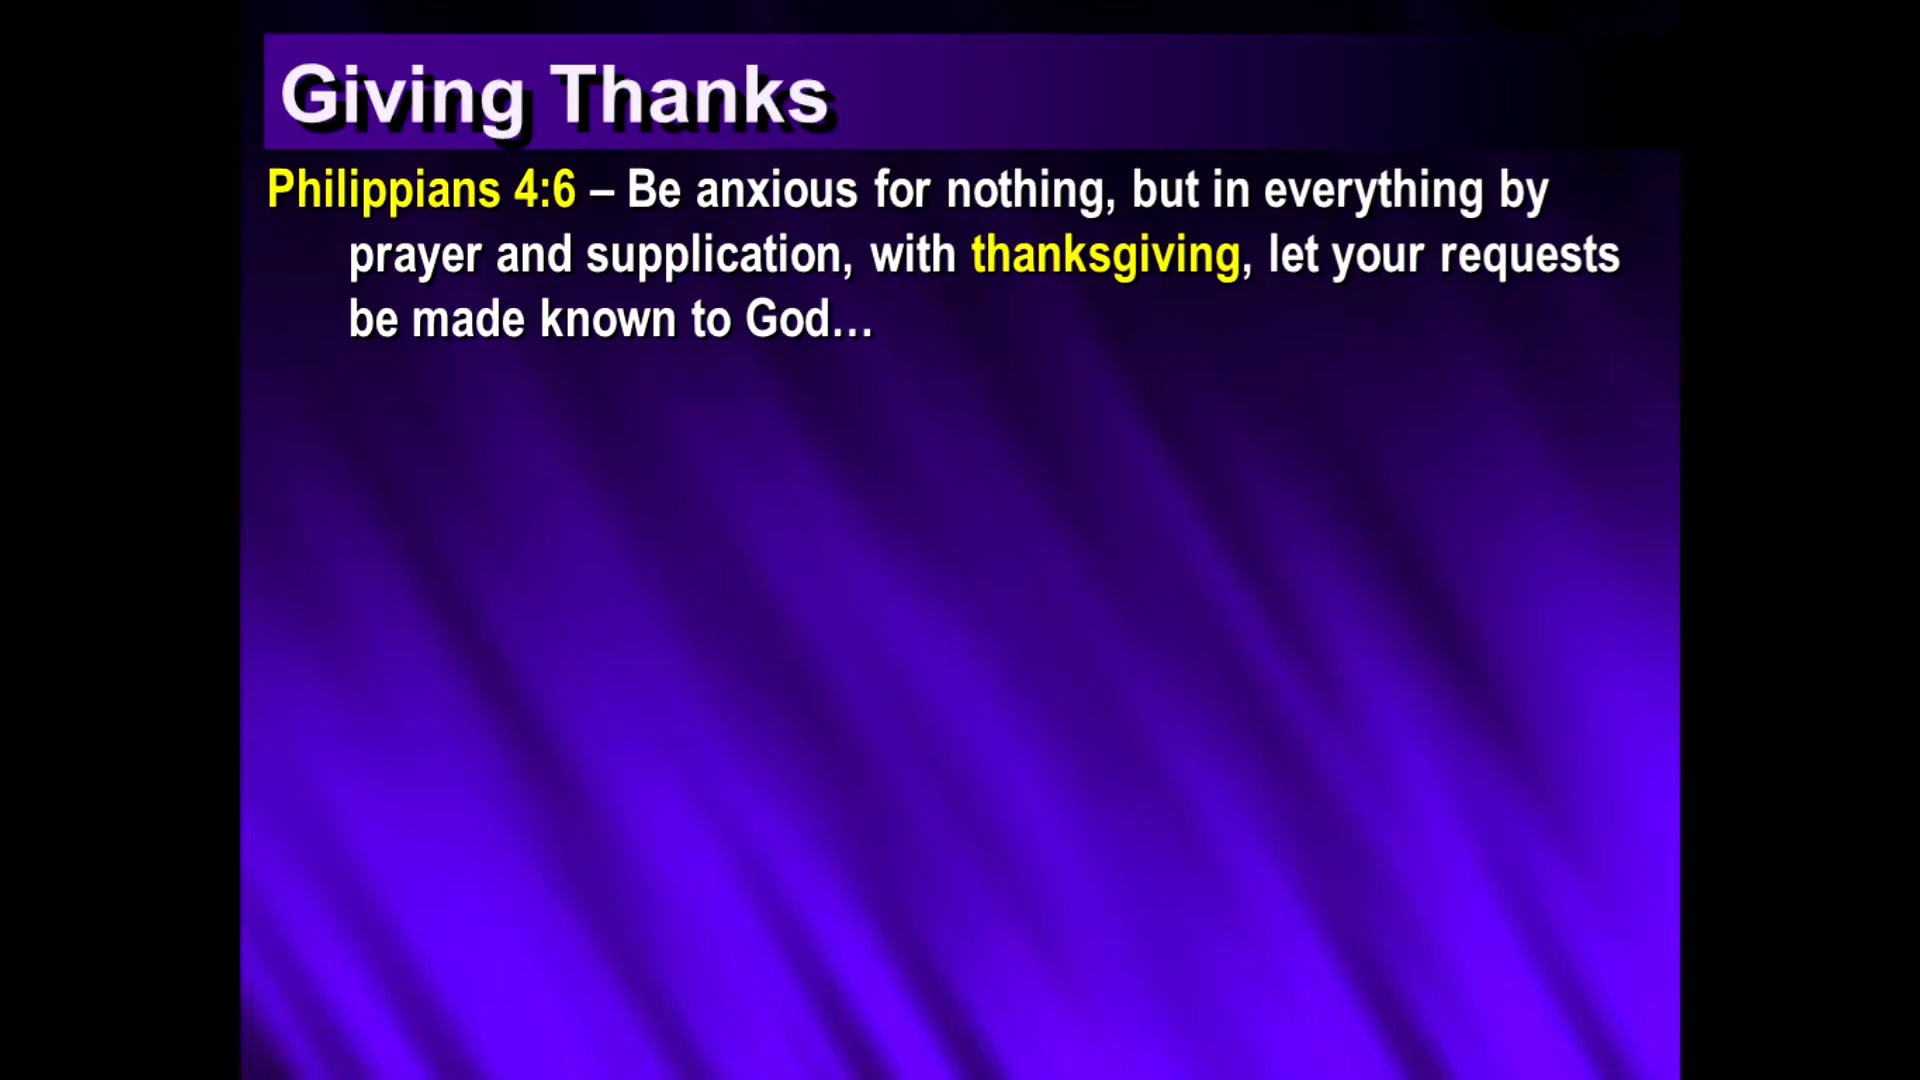 Giving Thanks
Philippians 4:6 – Be anxious for nothing, but in everything by
prayer and supplication, with thanksgiving, let your requests
be made known to God…